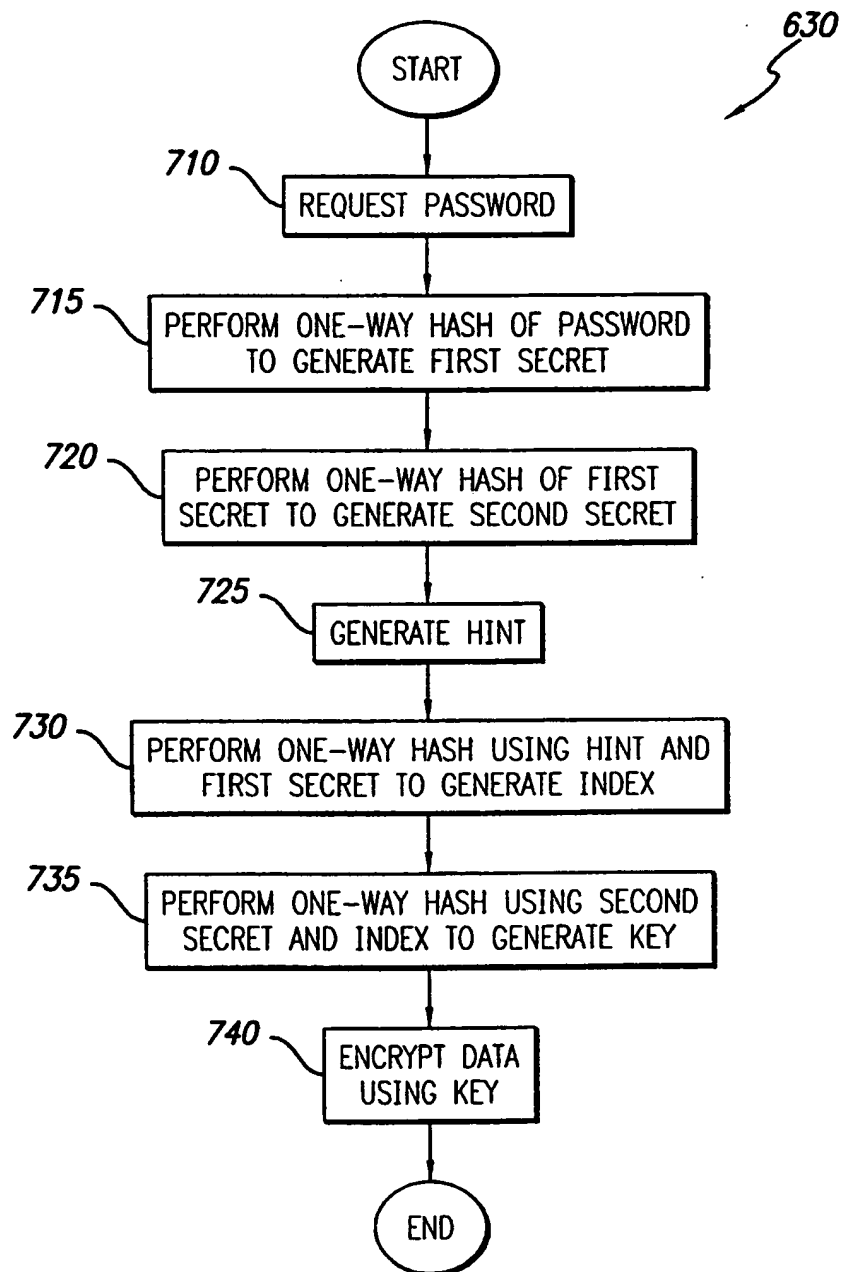 630
START
710
REQUEST PASSWORD
715
PERFORM ONE-WAY HASH OF PASSWORD
TO GENERATE FIRST SECRET
720
PERFORM ONE-WAY HASH OF FIRST
SECRET TO GENERATE SECOND SECRET
725
GENERATE HINT
730
PERFORM ONE-WAY HASH USING HINT AND
FIRST SECRET TO GENERATE INDEX
735
PERFORM ONE-WAY HASH USING SECOND
SECRET AND INDEX TO GENERATE KEY
740
ENCRYPT DATA
USING KEY
END